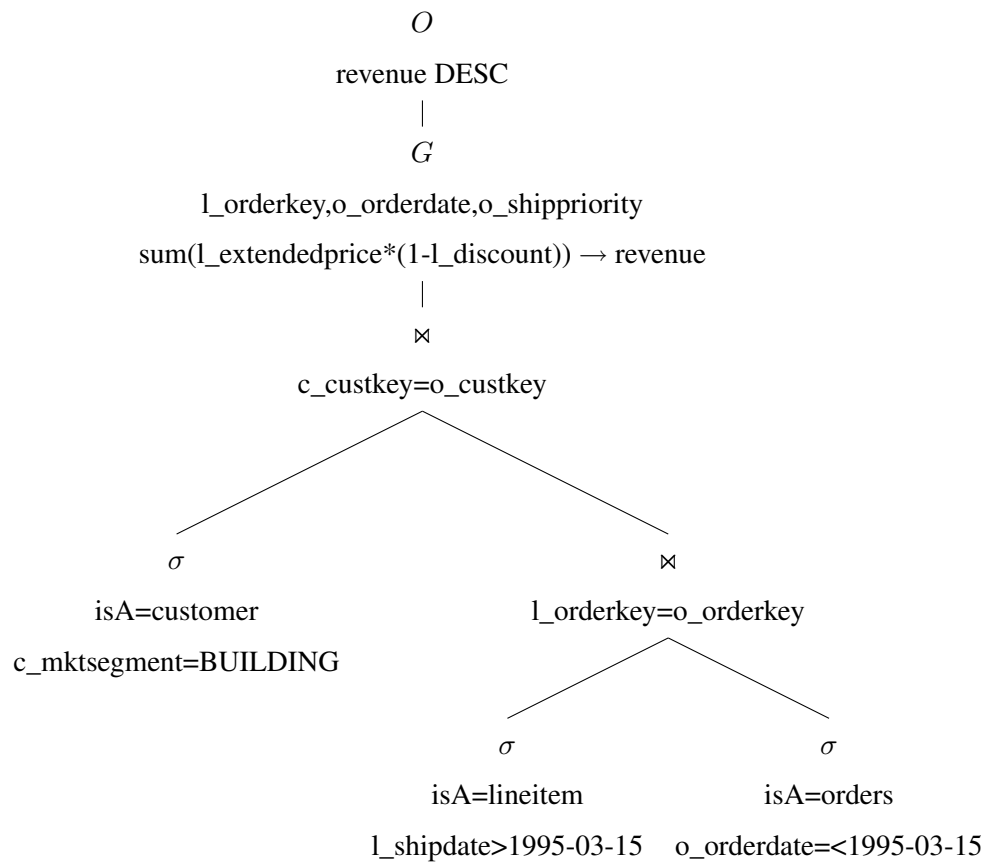 O
revenue DESC
G
l_orderkey,o_orderdate,o_shippriority
sum(l_extendedprice*(1-l_discount)) → revenue
⋈
c_custkey=o_custkey
σ
⋈
isA=customer
l_orderkey=o_orderkey
c_mktsegment=BUILDING
σ
σ
isA=lineitem
isA=orders
l_shipdate>1995-03-15
o_orderdate=<1995-03-15